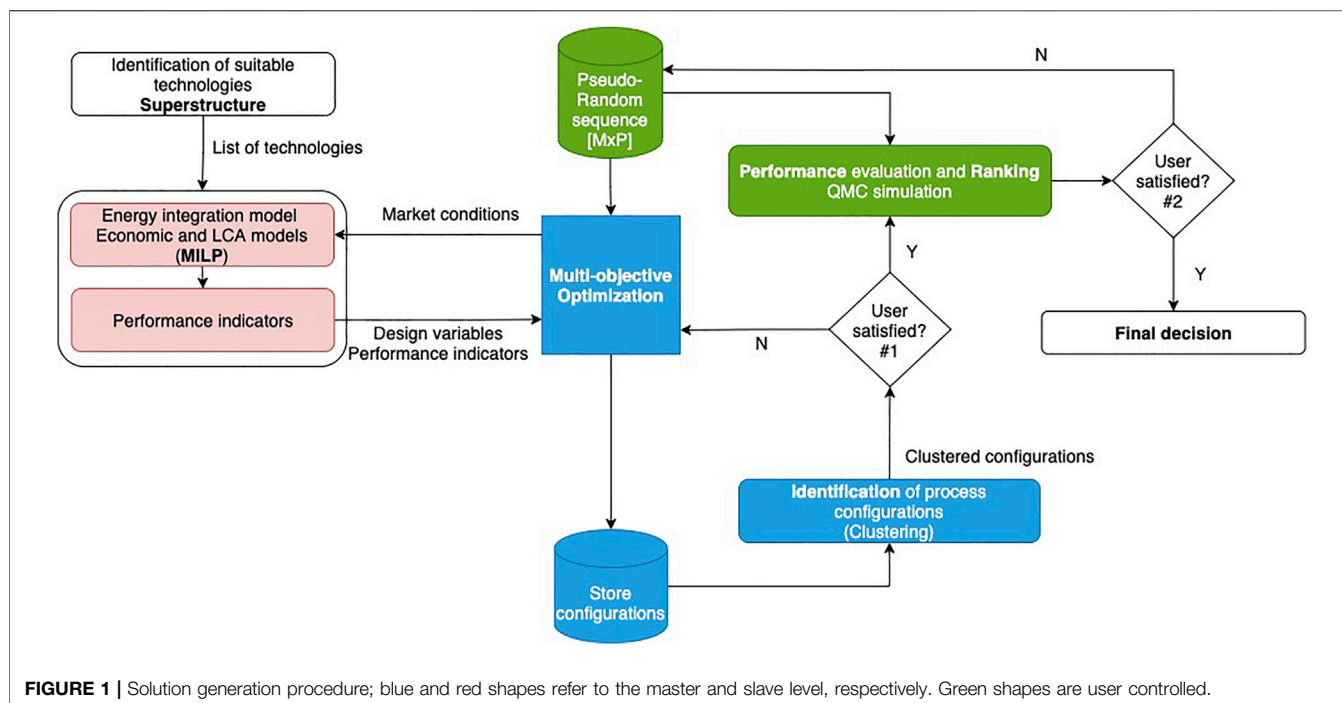 Identification of suitable
technologies
Superstructure
List of technologies
Energy integration model
Economic and LCA models
(MILP)
Performance indicators
Market conditions
Design variables
Performance indicators
Pseudo-
Random
sequence
[MxP]
Multi-objective
Optimization
Store
configurations
Identification of process
configurations
(Clustering)
Clustered configurations
User
satisfied?
#1
N
Y
Performance evaluation and Ranking
QMC simulation
User
satisfied?
#2
N
Y
Final decision
FIGURE 1 | Solution generation procedure; blue and red shapes refer to the master and slave level, respectively. Green shapes are user controlled.